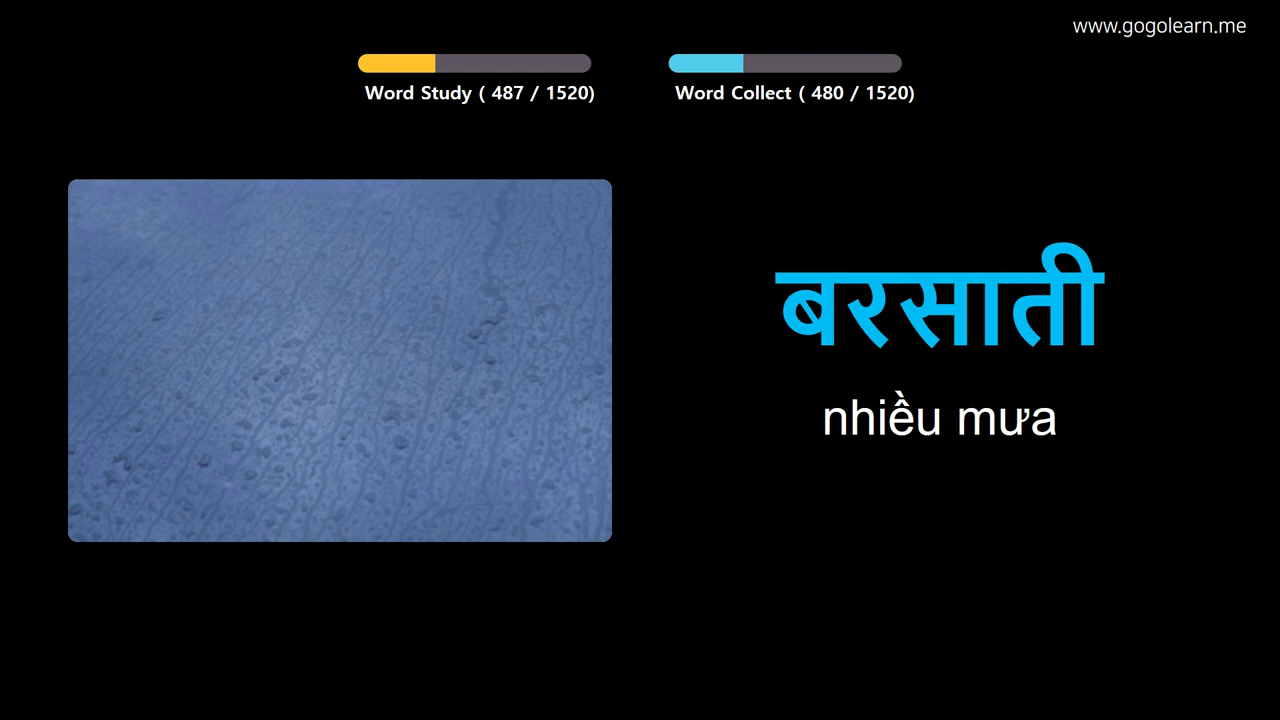 www.gogolearn.me
Word Study ( 487 / 1520)
Word Collect ( 480 / 1520)
बरसाती
nhiều mưa